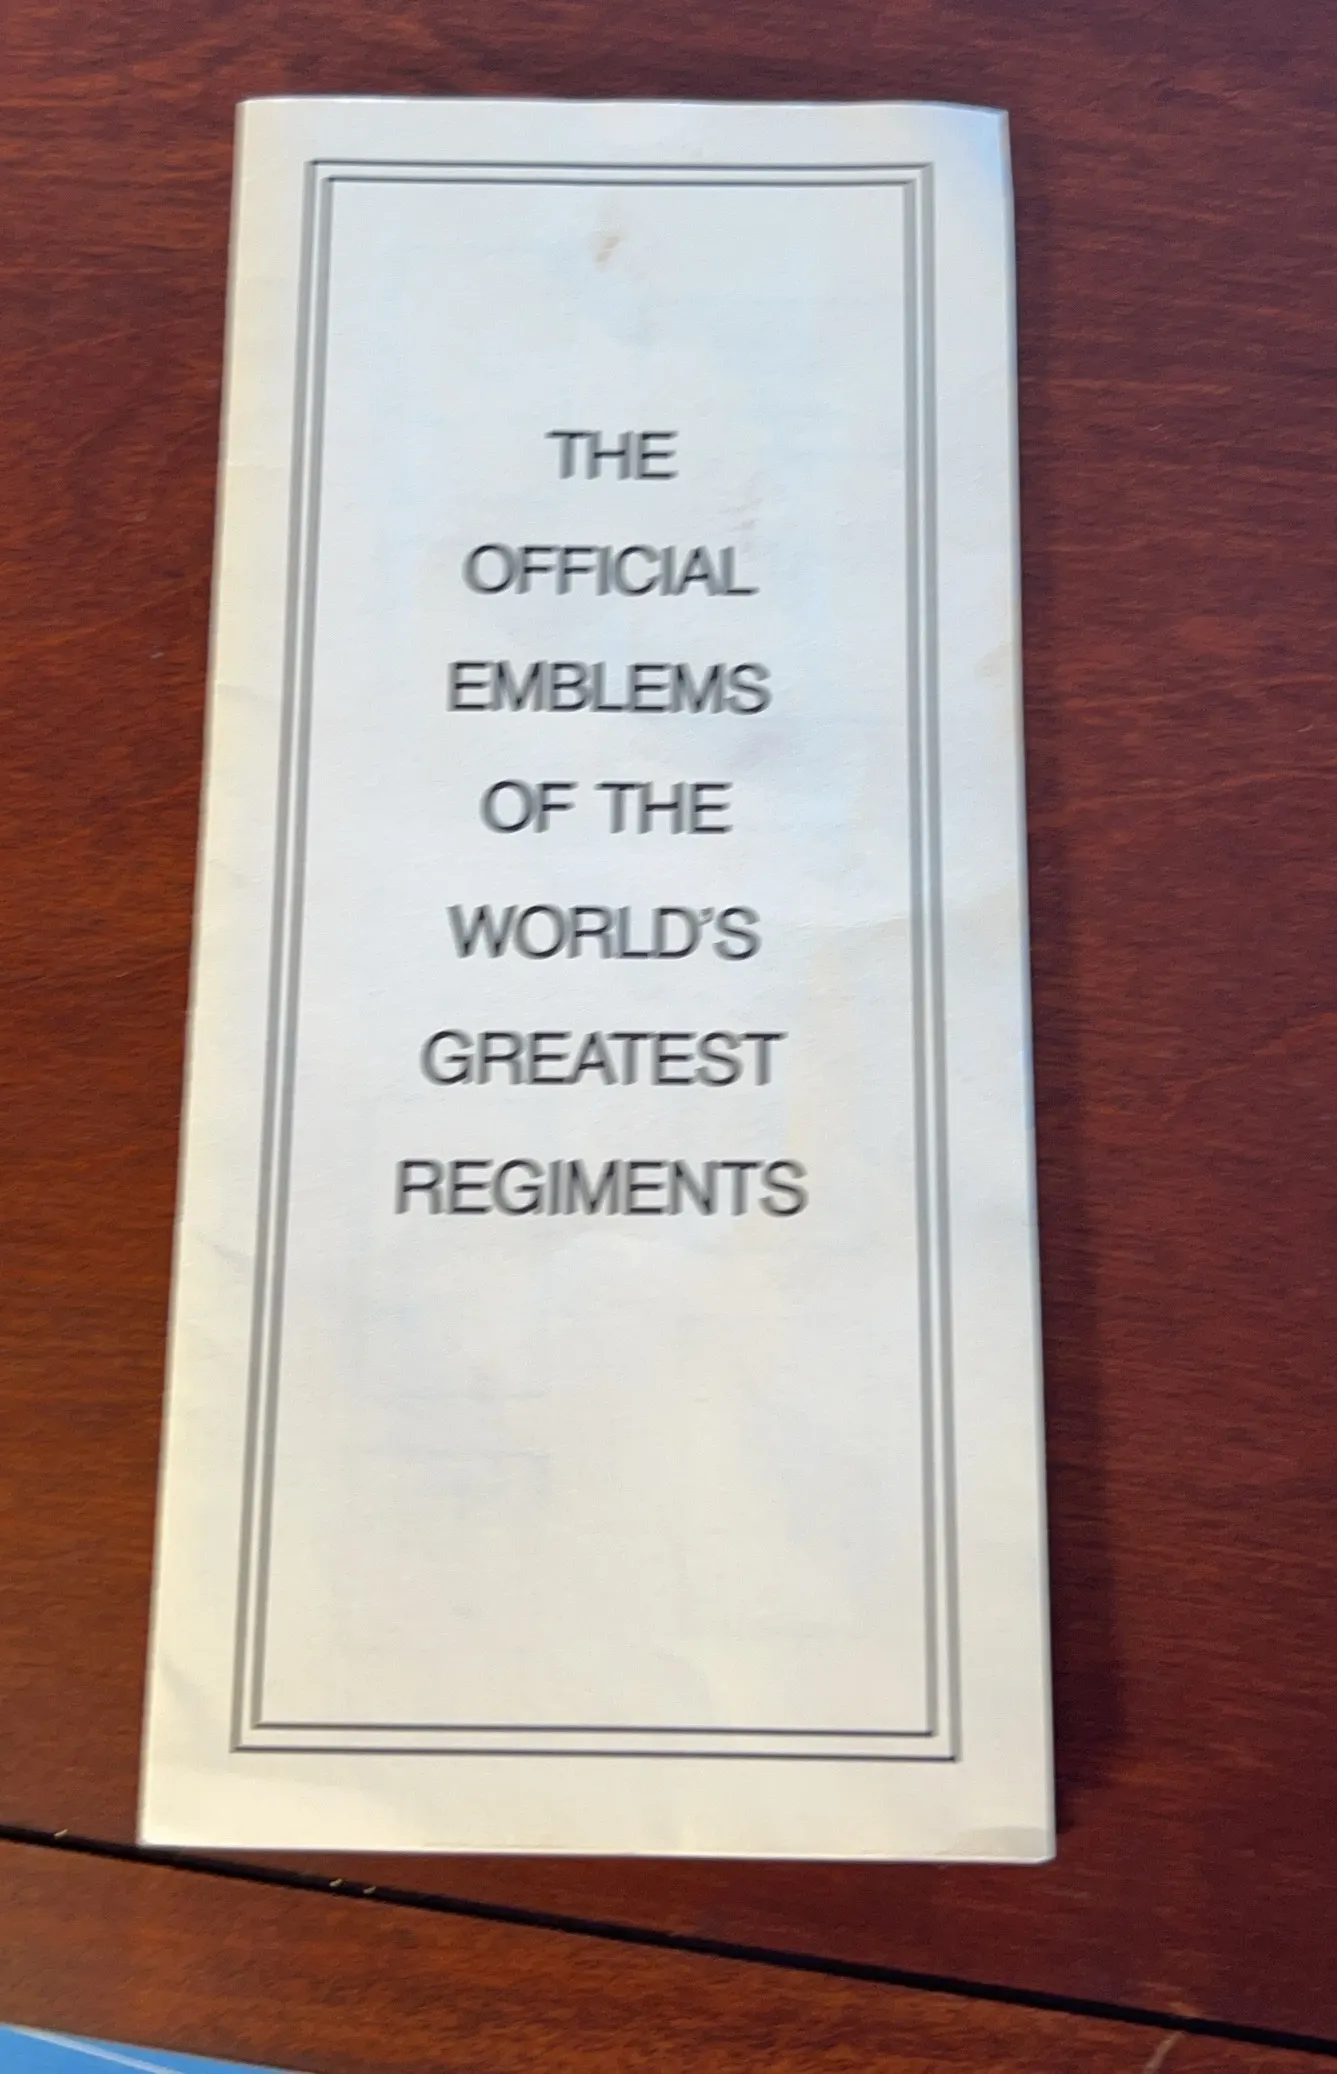 THE
OFFICIAL
EMBLEMS
OF THE
WORLD'S
GREATEST
REGIMENTS